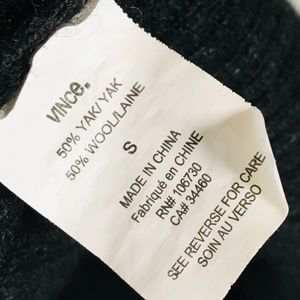 VINCE.
50% YAK/ YAK
50% WOOL/LAINE
S
MADE IN CHINA
Fabriqué en CHINE
RN# 106730
CA# 34460
SEE REVERSE FOR CARE
SOIN AU VERSO